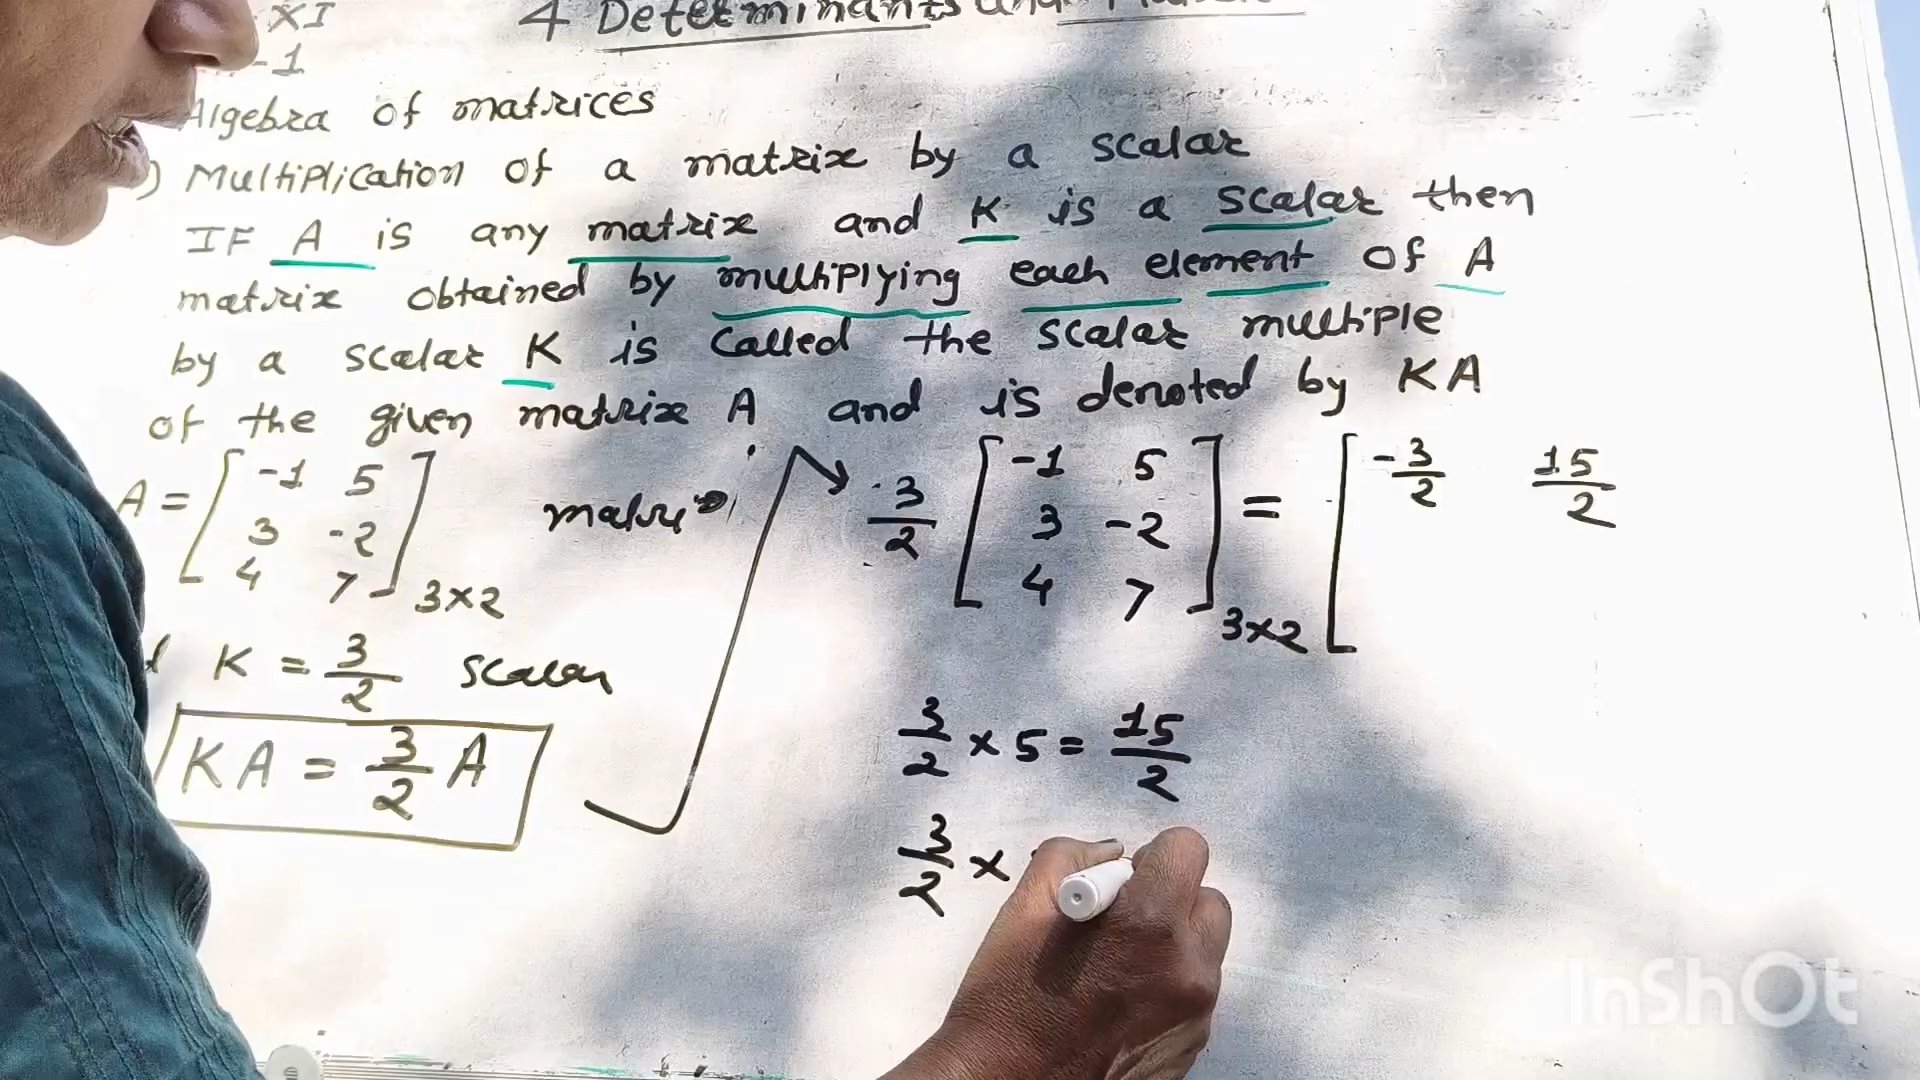 XI
4 Determinants and
-1
Algebra of matrices
) Multiplication of a matrix by a scalar
IF A is any matrix and K is a scalar then
matrix obtained by multiplying each element of A
by a scalar K is called the scalar multiple
of the given matrix A and is denoted by KA
A = [ -1 5
3 -2
4 7 ] 3×2
K = 3/2 scalar
KA = 3/2 A
3/2 [ -1 5
3 -2
4 7 ] 3×2 = [ -3/2 15/2
3/2 × 5 = 15/2
3/2 ×
InShOt